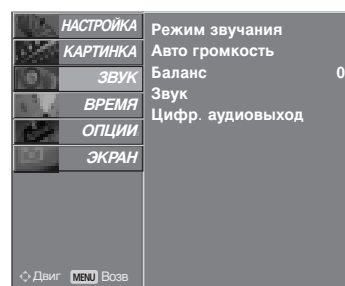 НАСТРОЙКА
КАРТИНКА
ЗВУК
ВРЕМЯ
ОПЦИИ
ЭКРАН
Режим звучания
Авто громкость
Баланс 0
Звук
Цифр. аудиовыход
Двиг MENU Возв